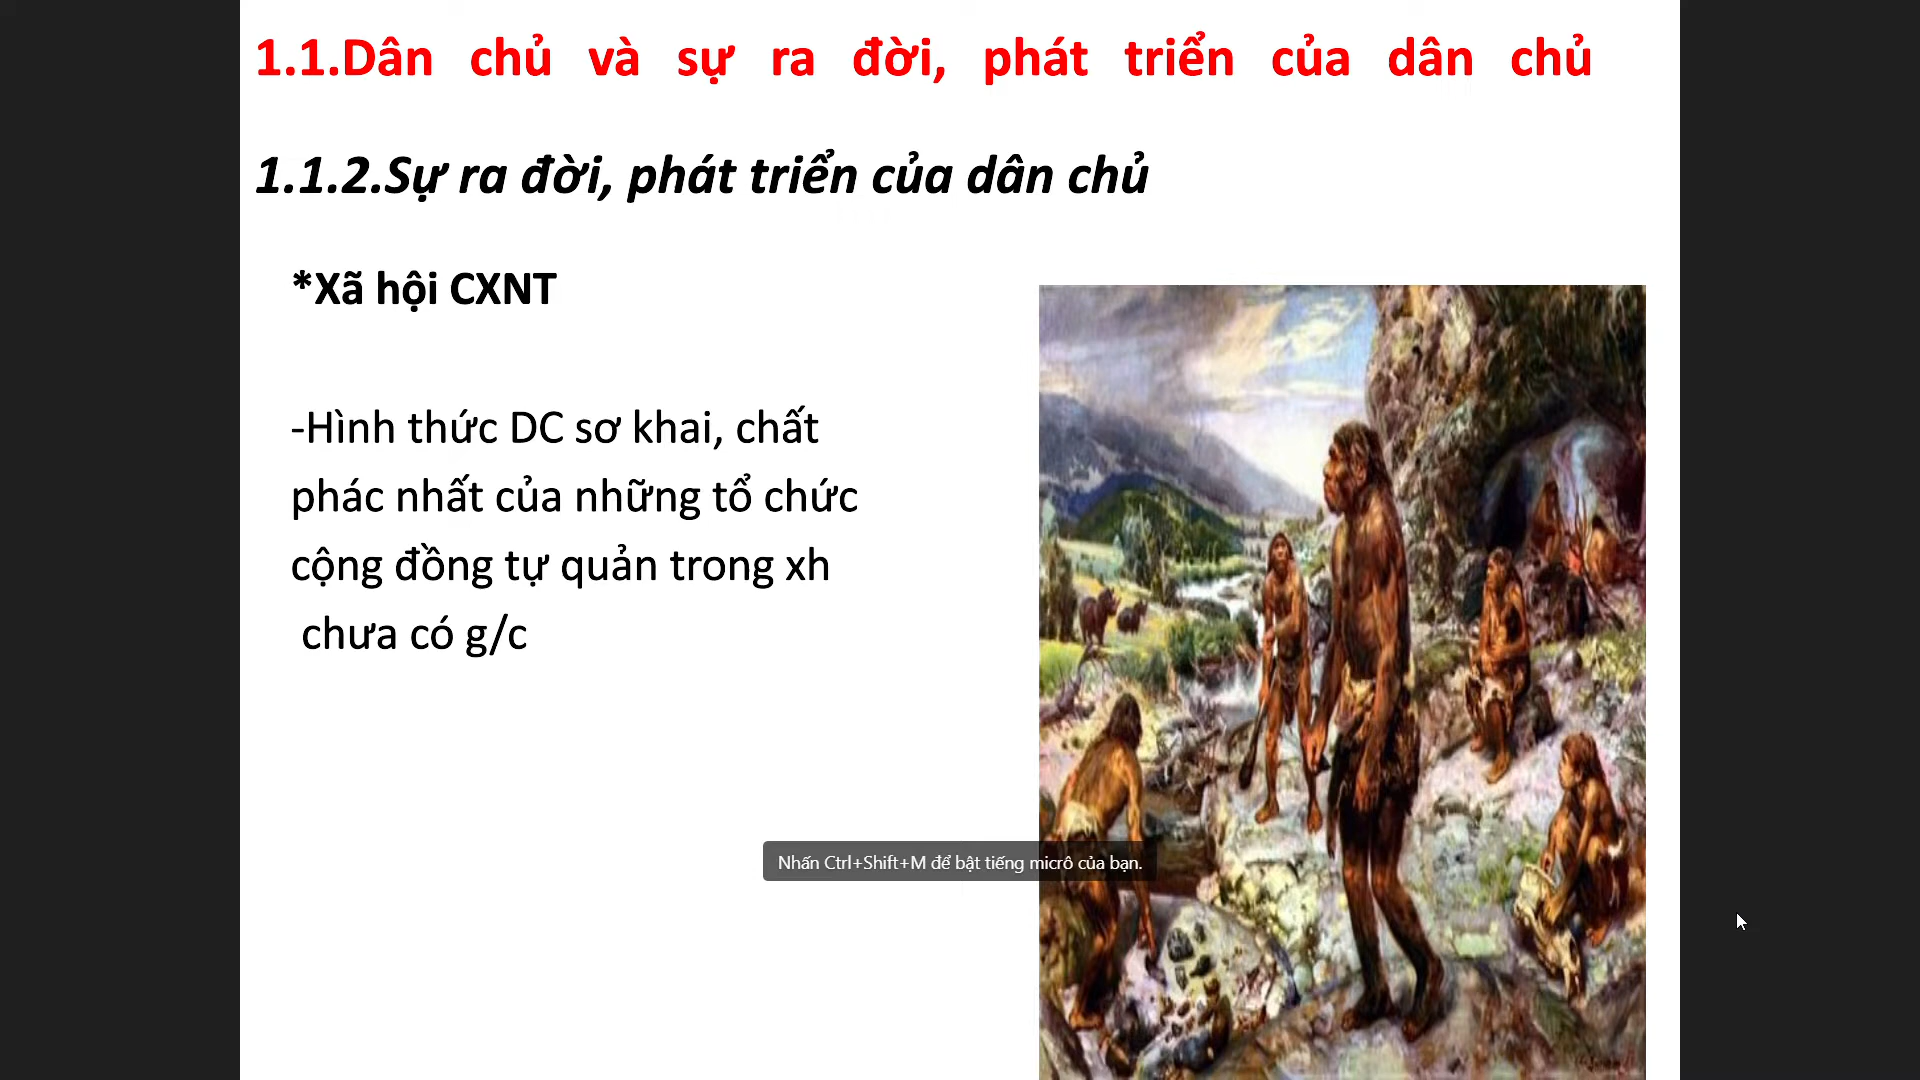 1.1.Dân chủ và sự ra đời, phát triển của dân chủ
1.1.2.Sự ra đời, phát triển của dân chủ
*Xã hội CXNT
-Hình thức DC sơ khai, chất
phác nhất của những tổ chức
cộng đồng tự quản trong xh
chưa có g/c
Nhấn Ctrl+Shift+M để bật tiếng micrô của bạn.